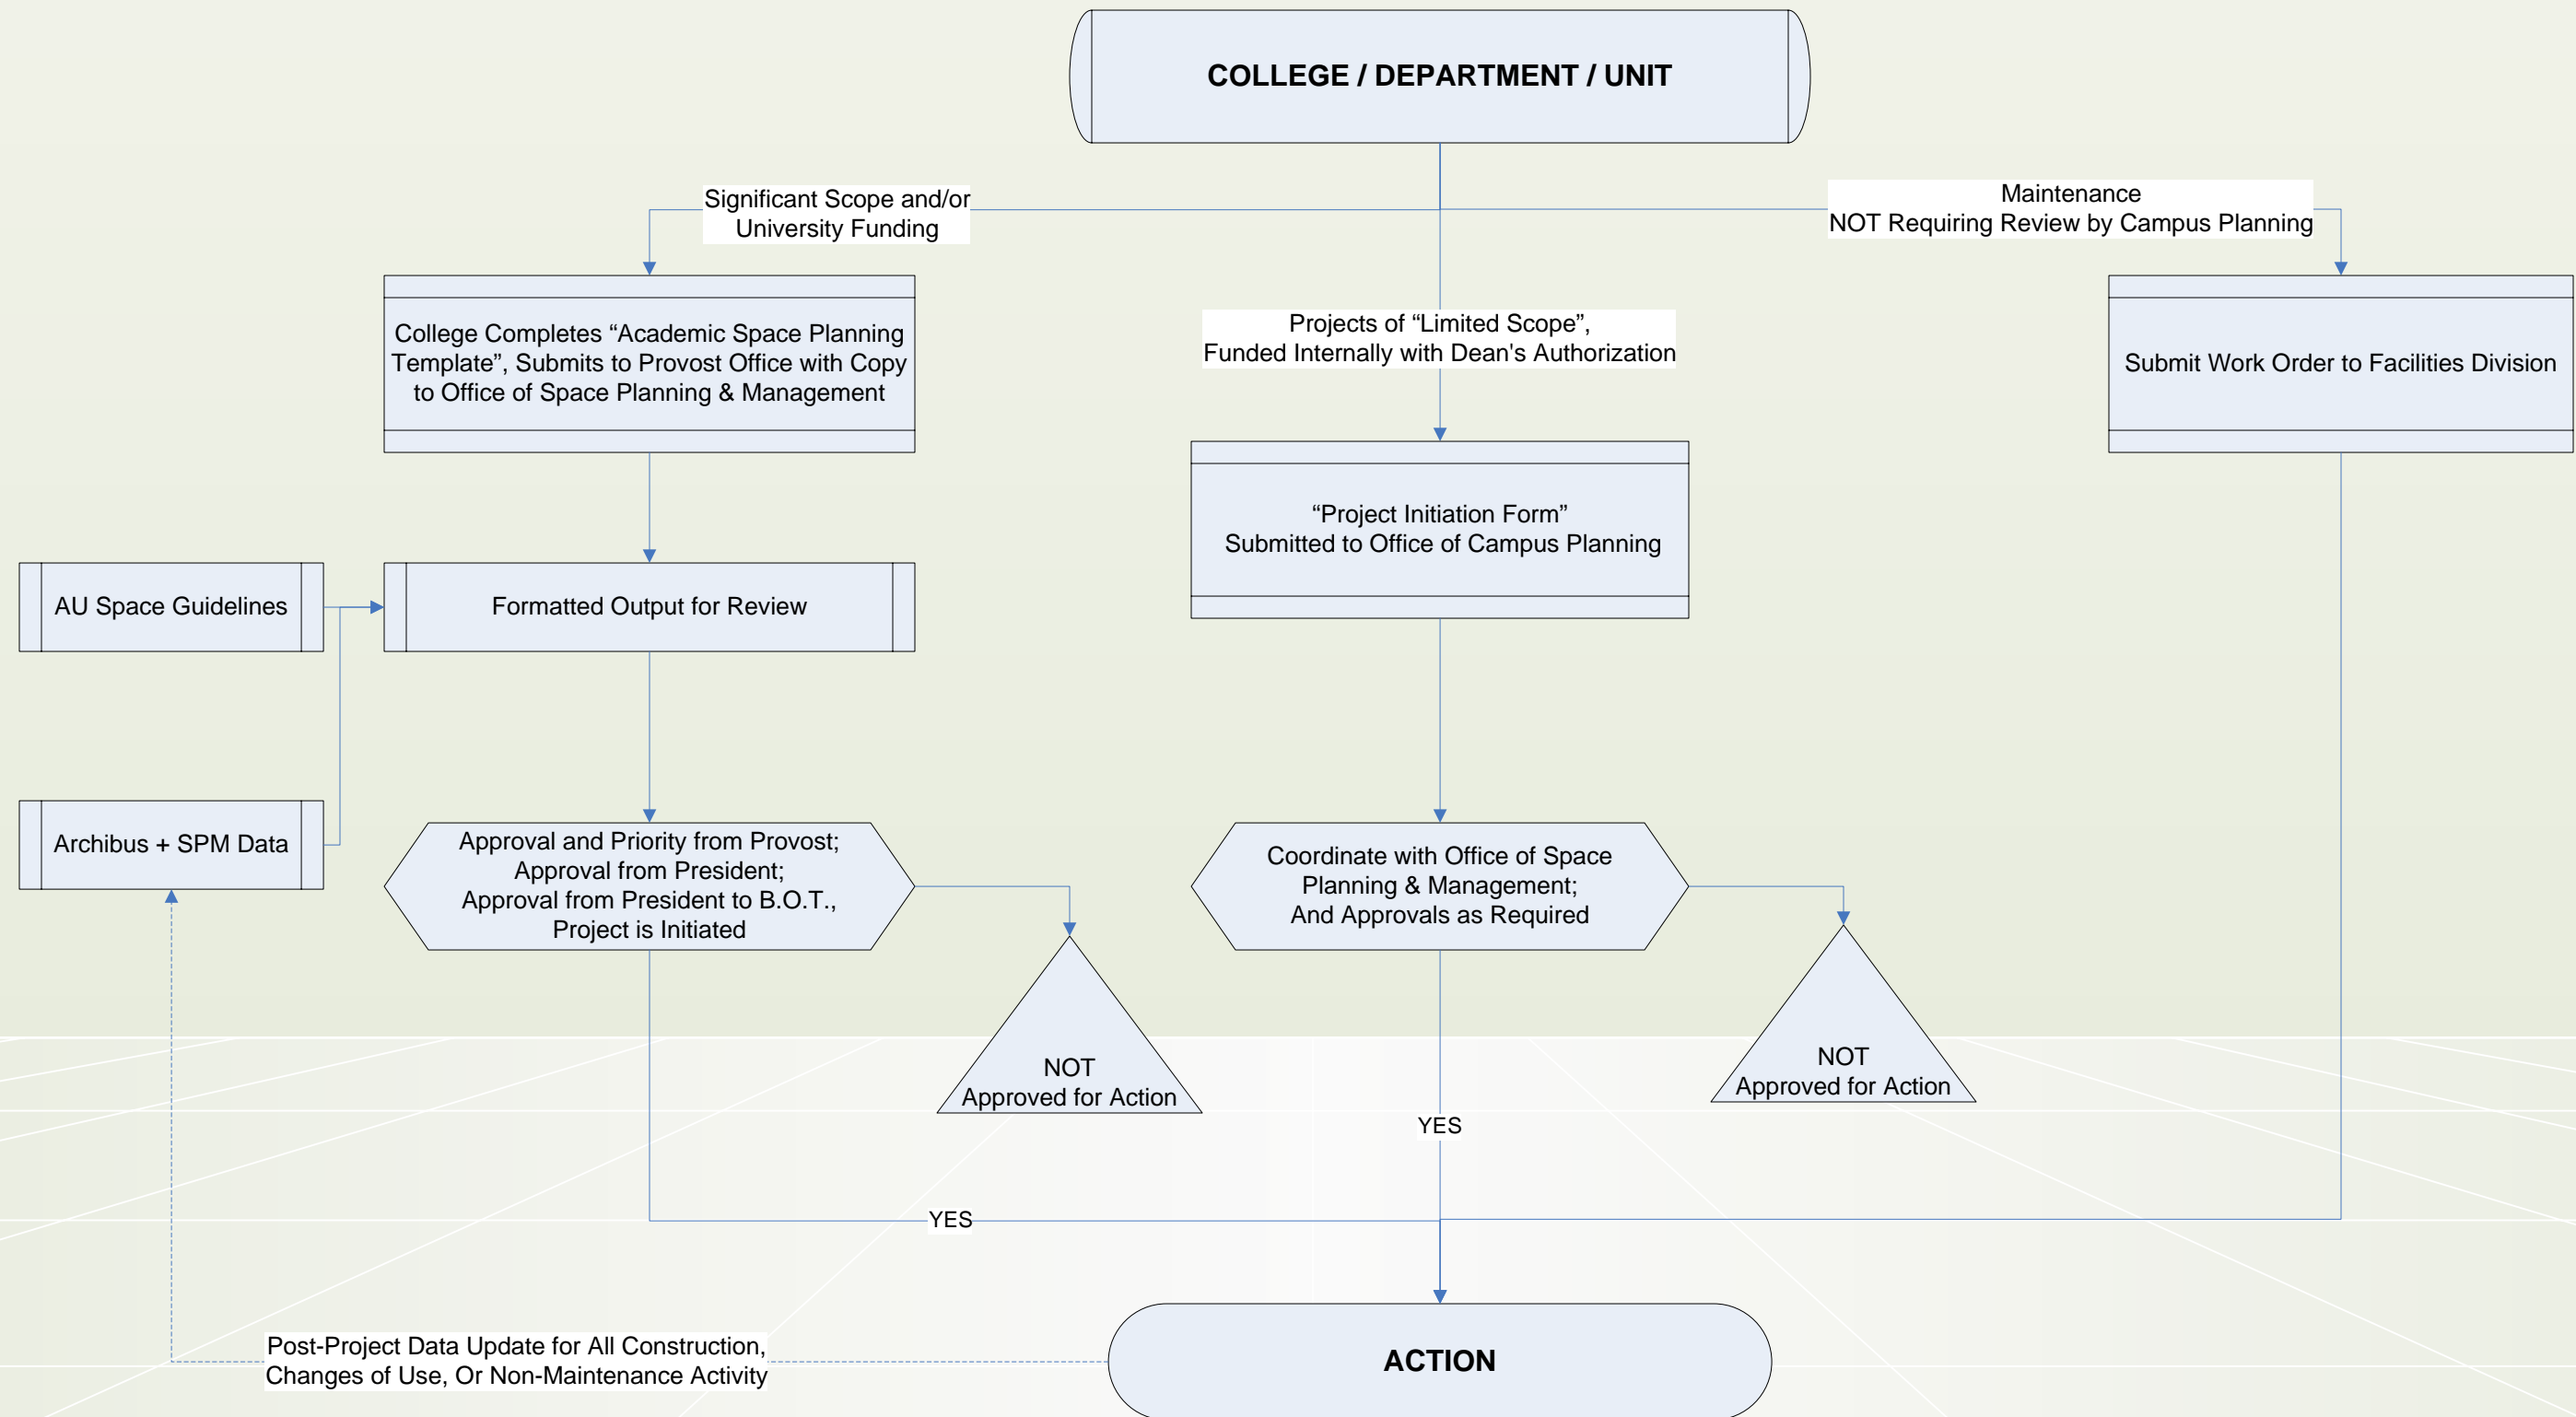 COLLEGE / DEPARTMENT / UNIT
Significant Scope and/or
University Funding
Maintenance
NOT Requiring Review by Campus Planning
College Completes “Academic Space Planning
Template”, Submits to Provost Office with Copy
to Office of Space Planning & Management
Projects of “Limited Scope”,
Funded Internally with Dean's Authorization
Submit Work Order to Facilities Division
“Project Initiation Form”
Submitted to Office of Campus Planning
AU Space Guidelines
Formatted Output for Review
Archibus + SPM Data
Approval and Priority from Provost;
Approval from President;
Approval from President to B.O.T.,
Project is Initiated
Coordinate with Office of Space
Planning & Management;
And Approvals as Required
NOT
Approved for Action
NOT
Approved for Action
YES
YES
Post-Project Data Update for All Construction,
Changes of Use, Or Non-Maintenance Activity
ACTION